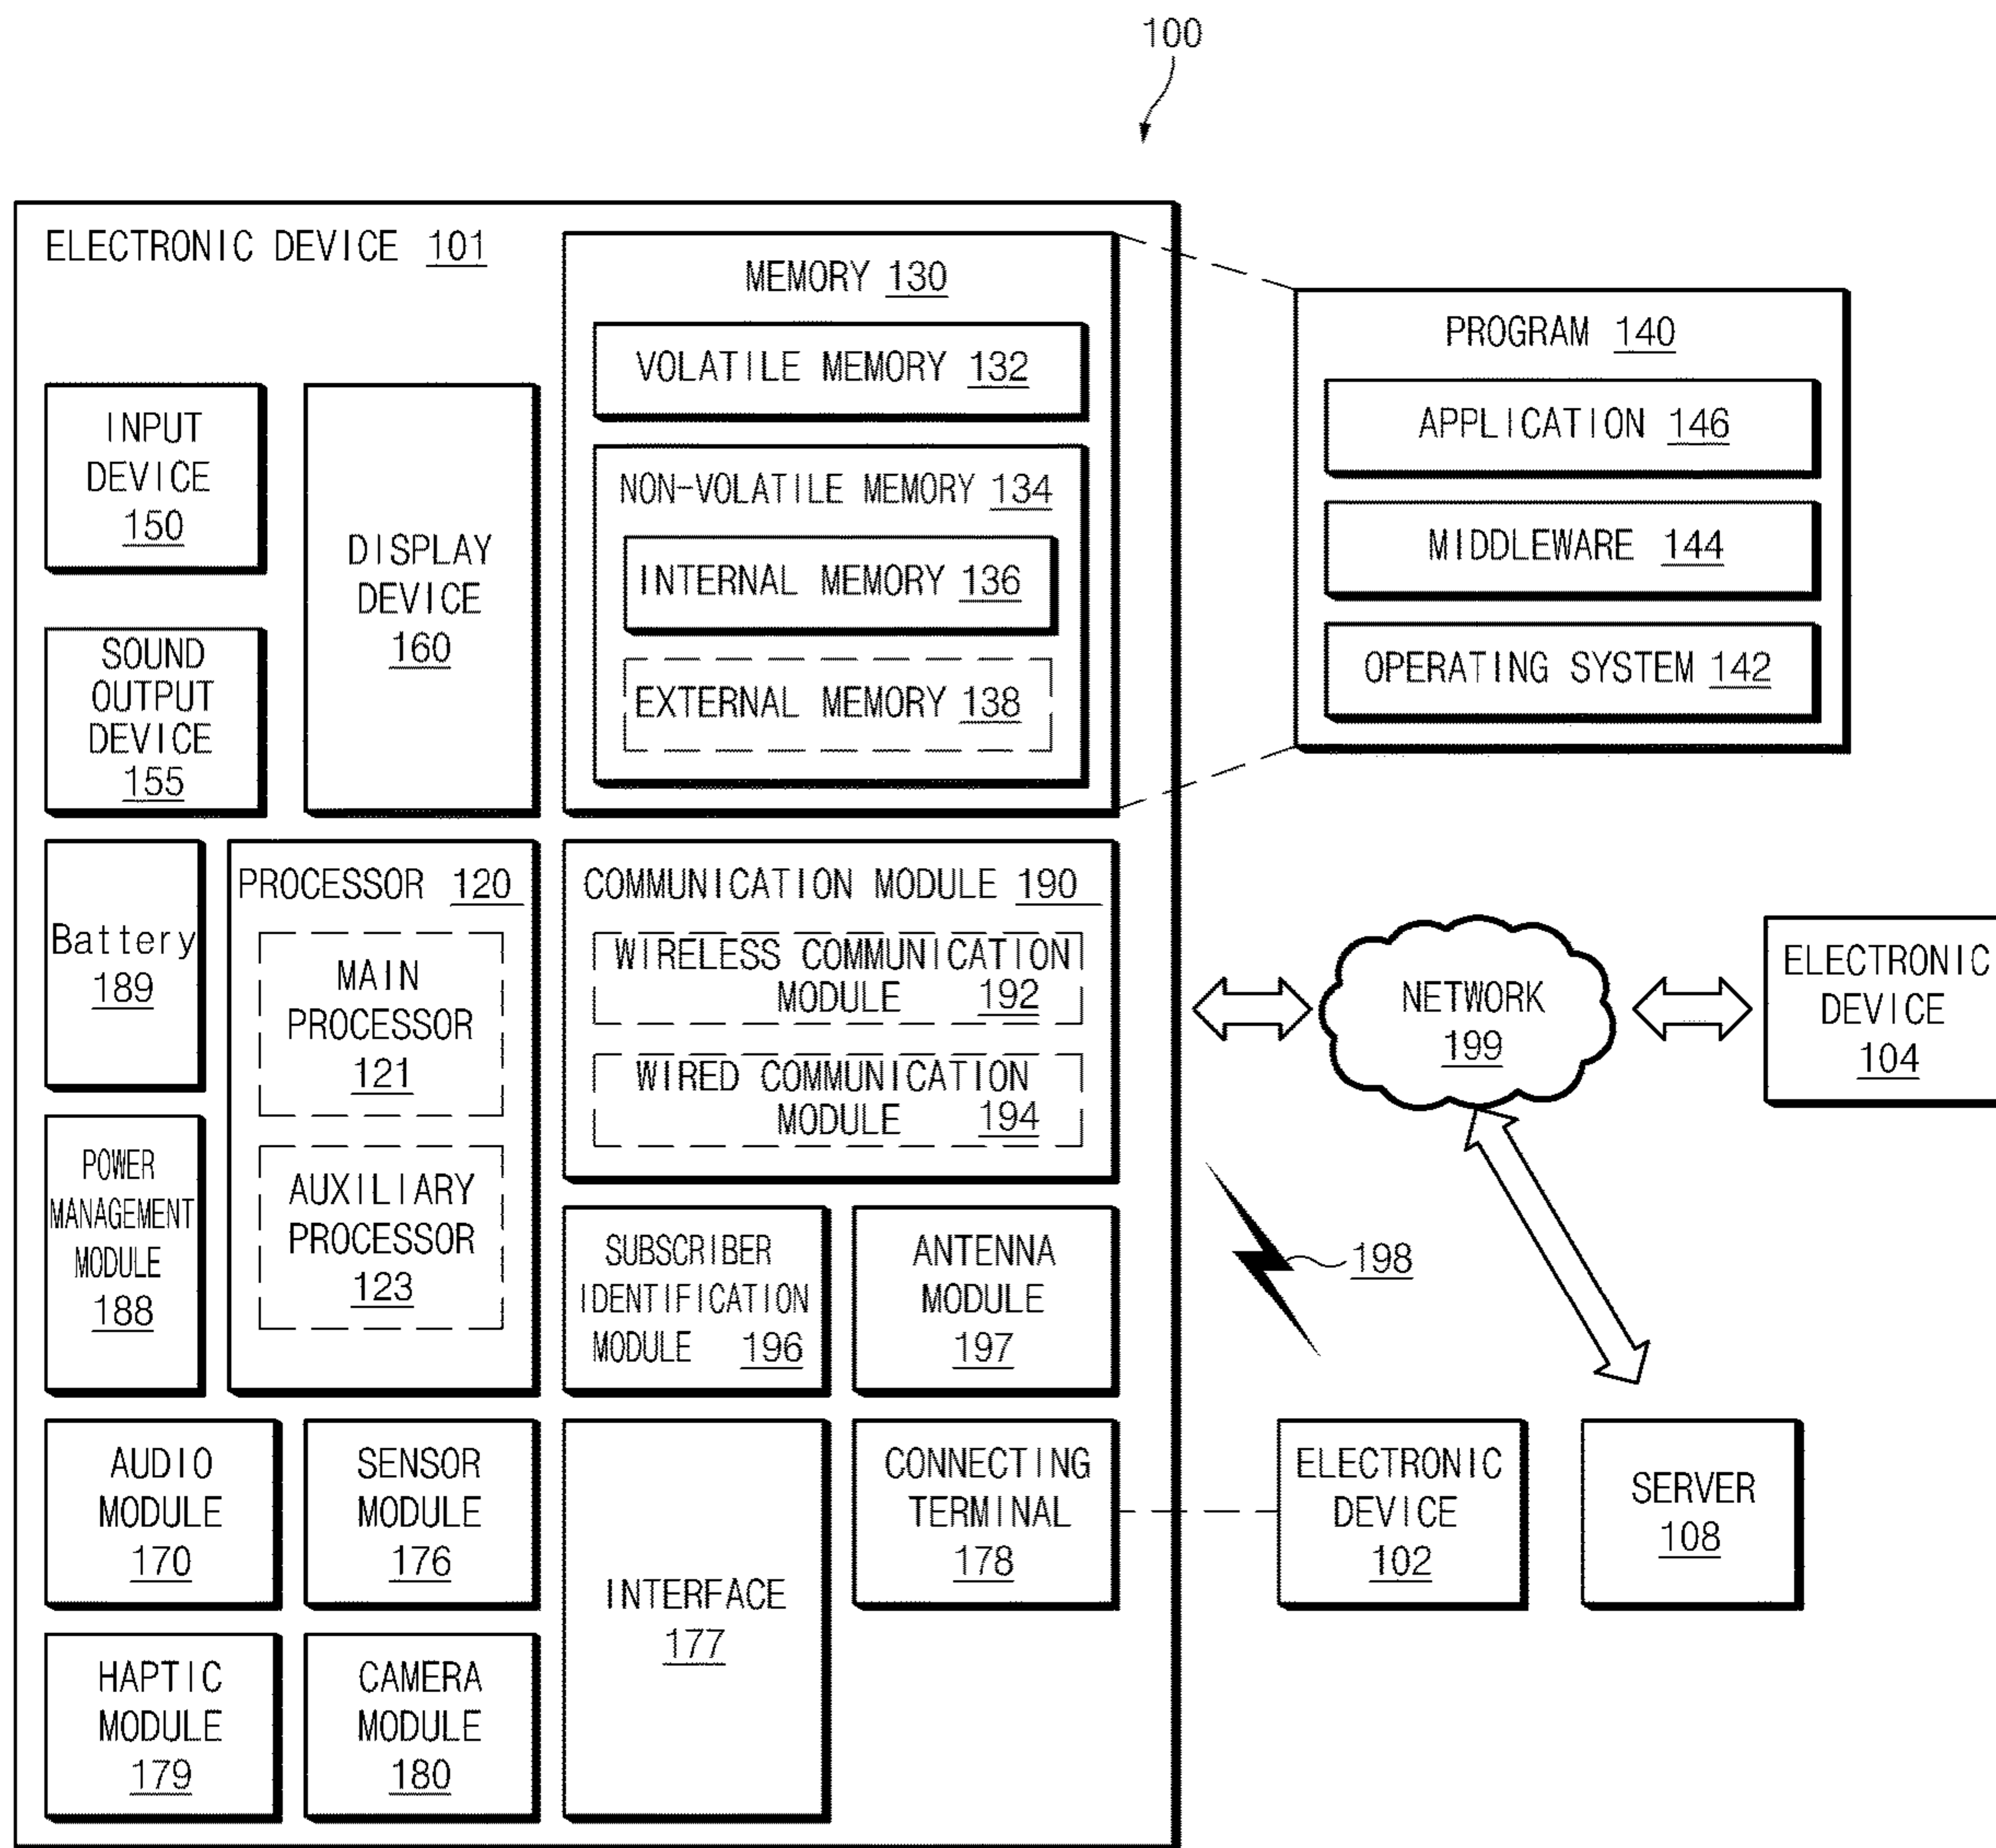 100
ELECTRONIC DEVICE 101
MEMORY 130
VOLATILE MEMORY 132
NON-VOLATILE MEMORY 134
INTERNAL MEMORY 136
EXTERNAL MEMORY 138
PROGRAM 140
APPLICATION 146
MIDDLEWARE 144
OPERATING SYSTEM 142
INPUT
DEVICE
150
SOUND
OUTPUT
DEVICE
155
DISPLAY
DEVICE
160
Battery
189
POWER
MANAGEMENT
MODULE
188
PROCESSOR 120
MAIN
PROCESSOR
121
AUXILIARY
PROCESSOR
123
COMMUNICATION MODULE 190
WIRELESS COMMUNICATION
MODULE 192
WIRED COMMUNICATION
MODULE 194
SUBSCRIBER
IDENTIFICATION
MODULE 196
ANTENNA
MODULE
197
NETWORK
199
ELECTRONIC
DEVICE
104
198
AUDIO
MODULE
170
SENSOR
MODULE
176
INTERFACE
177
CONNECTING
TERMINAL
178
ELECTRONIC
DEVICE
102
SERVER
108
HAPTIC
MODULE
179
CAMERA
MODULE
180